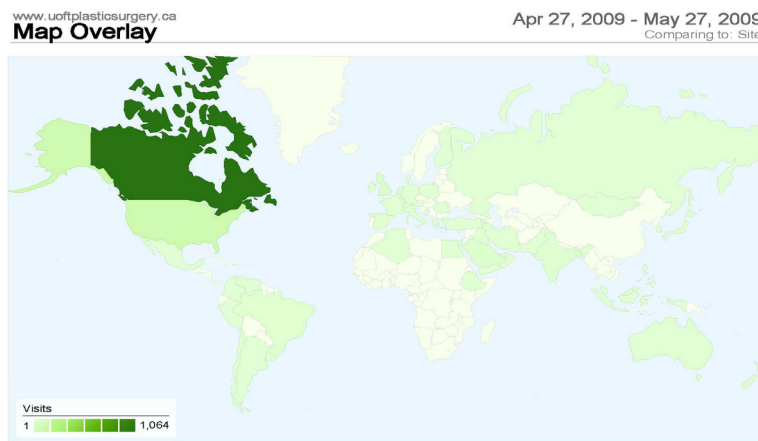 www.uoftplasticsurgery.ca
Map Overlay
Apr 27, 2009 - May 27, 2009
Comparing to: Site
Visits
1 1,064